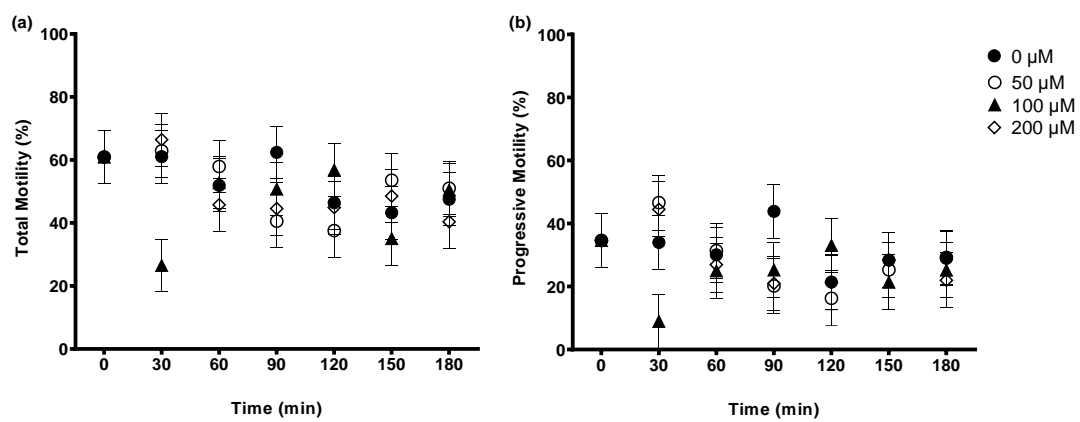 (a)
100
80
60
40
20
0
Total Motility (%)
0 30 60 90 120 150 180
Time (min)
(b)
100
80
60
40
20
0
Progressive Motility (%)
0 30 60 90 120 150 180
Time (min)
0 µM
50 µM
100 µM
200 µM